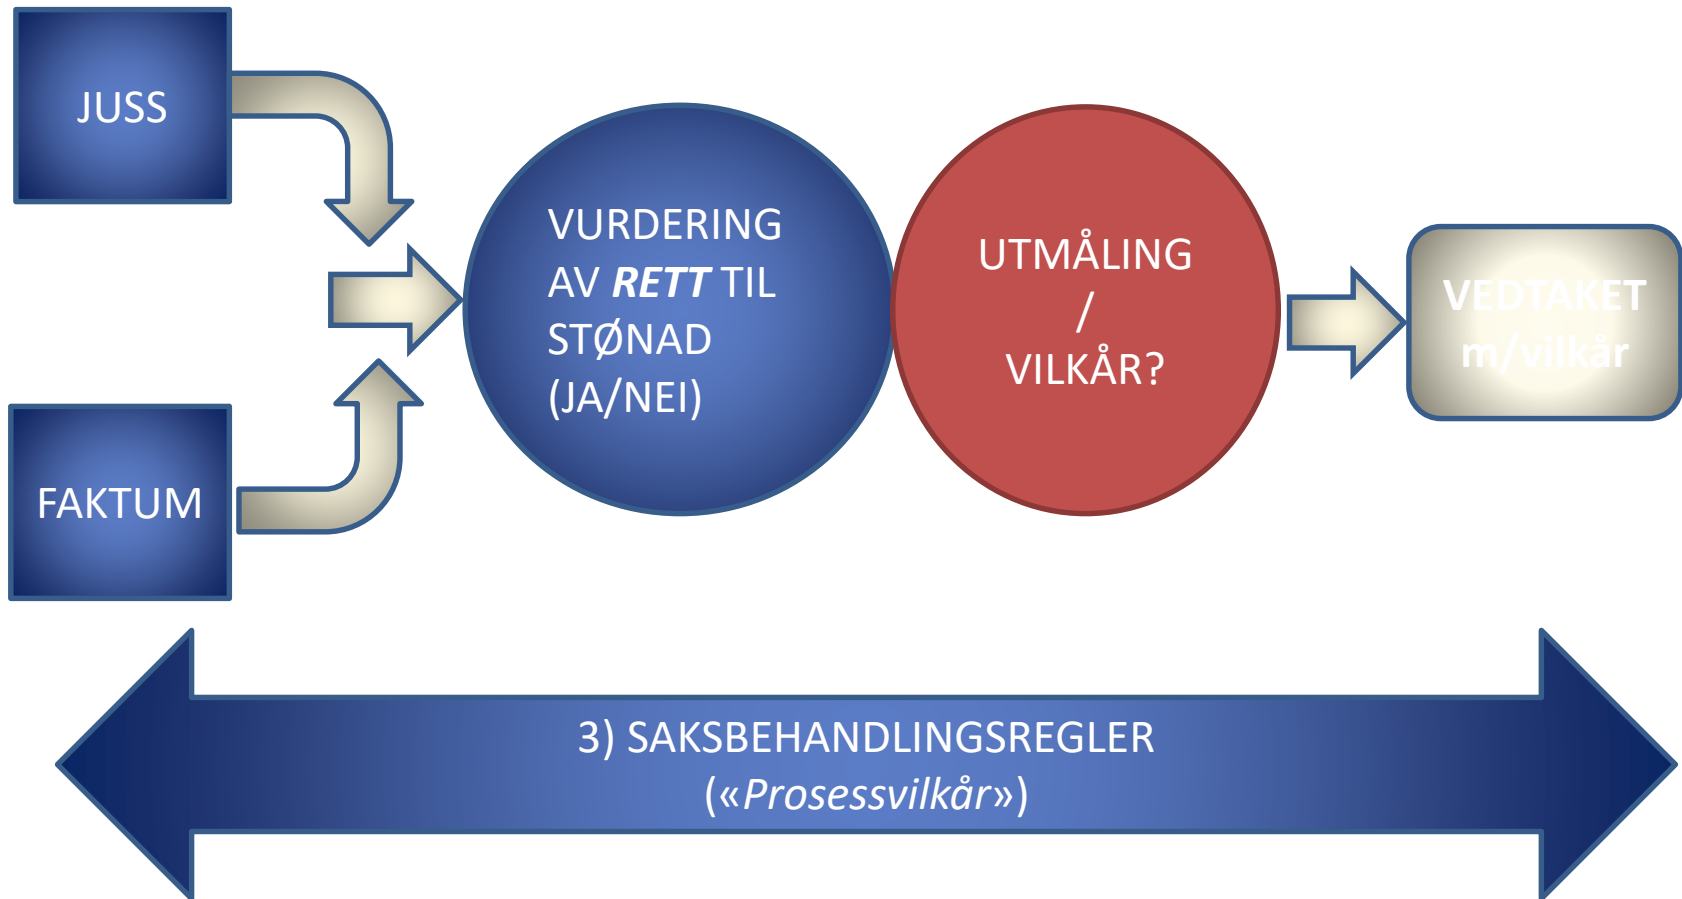 JUSS
VURDERING
AV RETT TIL
STØNAD
(JA/NEI)
UTMÅLING
/
VILKÅR?
VEDTAKET
m/vilkår
FAKTUM
3) SAKSBEHANDLINGSREGLER
(«Prosessvilkår»)